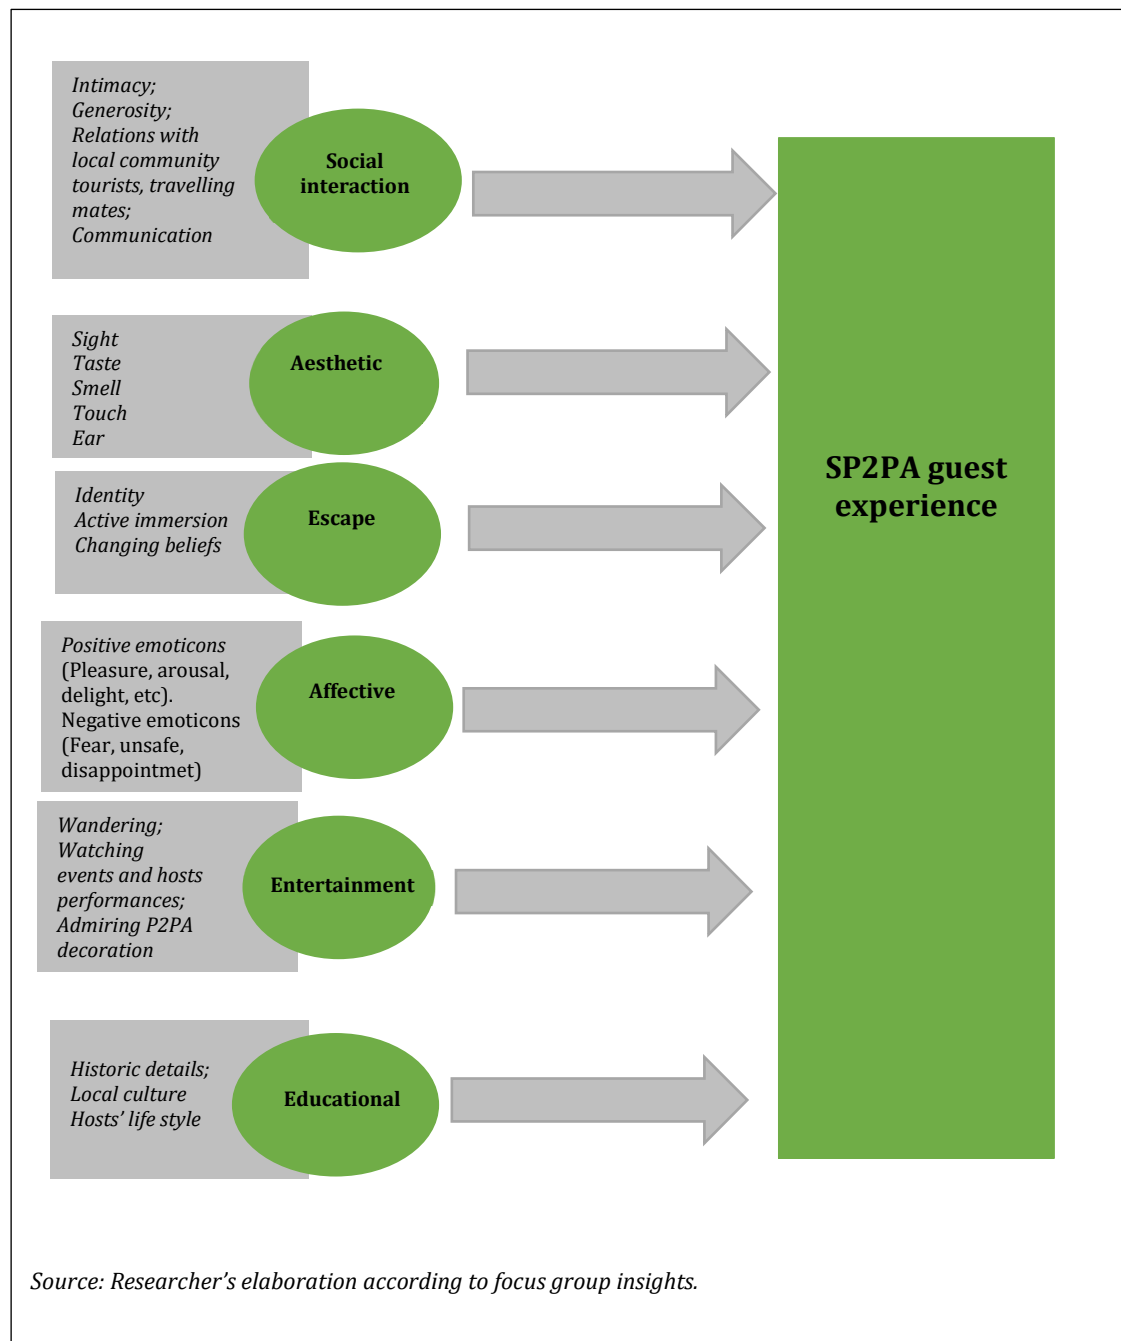 Intimacy;
Generosity;
Relations with
local community
tourists, travelling
mates;
Communication
Social
interaction
Sight
Taste
Smell
Touch
Ear
Aesthetic
Identity
Active immersion
Changing beliefs
Escape
SP2PA guest
experience
Positive emoticons
(Pleasure, arousal,
delight, etc).
Negative emoticons
(Fear, unsafe,
disappointmet)
Affective
Wandering;
Watching
events and hosts
performances;
Admiring P2PA
decoration
Entertainment
Historic details;
Local culture
Hosts’ life style
Educational
Source: Researcher’s elaboration according to focus group insights.